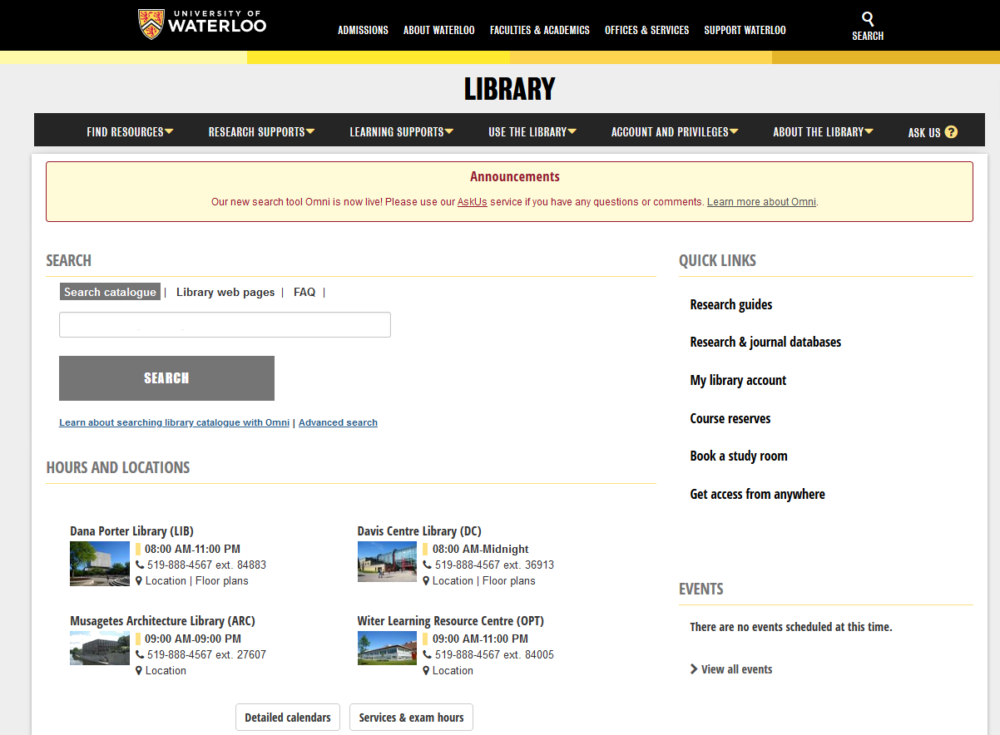 UNIVERSITY OF
WATERLOO
ADMISSIONS ABOUT WATERLOO FACULTIES & ACADEMICS OFFICES & SERVICES SUPPORT WATERLOO
SEARCH
LIBRARY
FIND RESOURCES RESEARCH SUPPORTS LEARNING SUPPORTS USE THE LIBRARY ACCOUNT AND PRIVILEGES ABOUT THE LIBRARY ASK US ?
Announcements
Our new search tool Omni is now live! Please use our AskUs service if you have any questions or comments. Learn more about Omni.
SEARCH
Search catalogue | Library web pages | FAQ |
SEARCH
Learn about searching library catalogue with Omni | Advanced search
HOURS AND LOCATIONS
Dana Porter Library (LIB)
08:00 AM-11:00 PM
519-888-4567 ext. 84883
Location | Floor plans
Davis Centre Library (DC)
08:00 AM-Midnight
519-888-4567 ext. 36913
Location | Floor plans
Musagetes Architecture Library (ARC)
09:00 AM-09:00 PM
519-888-4567 ext. 27607
Location
Witer Learning Resource Centre (OPT)
09:00 AM-11:00 PM
519-888-4567 ext. 84005
Location
Detailed calendars Services & exam hours
QUICK LINKS
Research guides
Research & journal databases
My library account
Course reserves
Book a study room
Get access from anywhere
EVENTS
There are no events scheduled at this time.
View all events